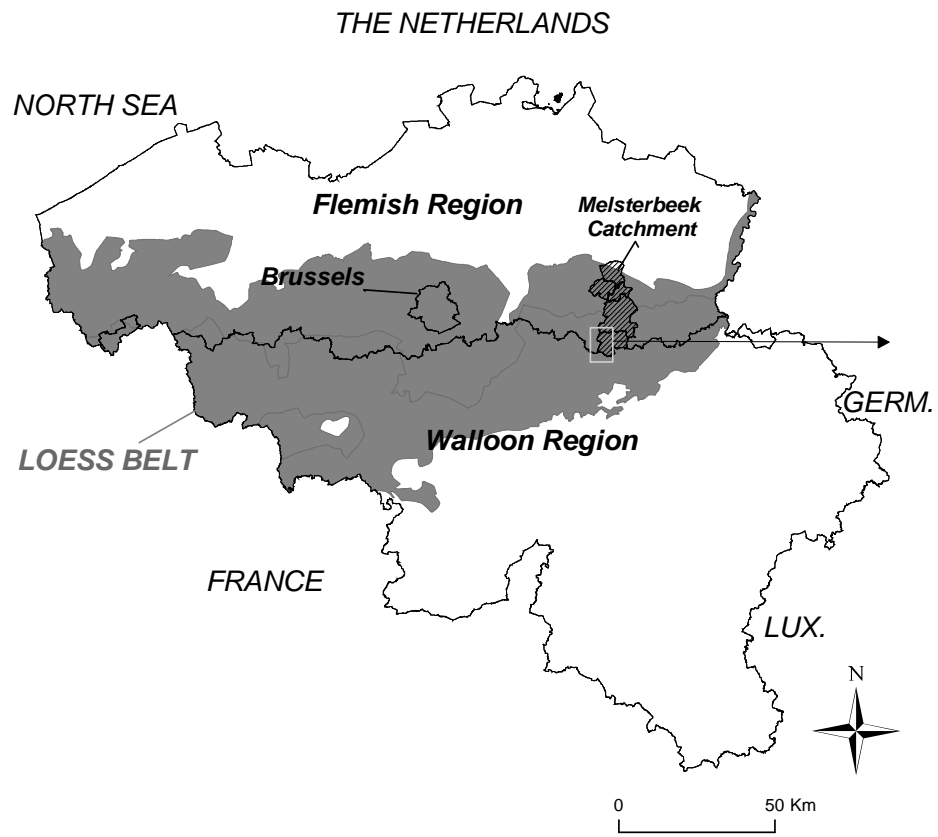 THE NETHERLANDS
NORTH SEA
Flemish Region
Melsterbeek
Catchment
Brussels
GERM.
Walloon Region
LOESS BELT
FRANCE
LUX.
N
0 50 Km